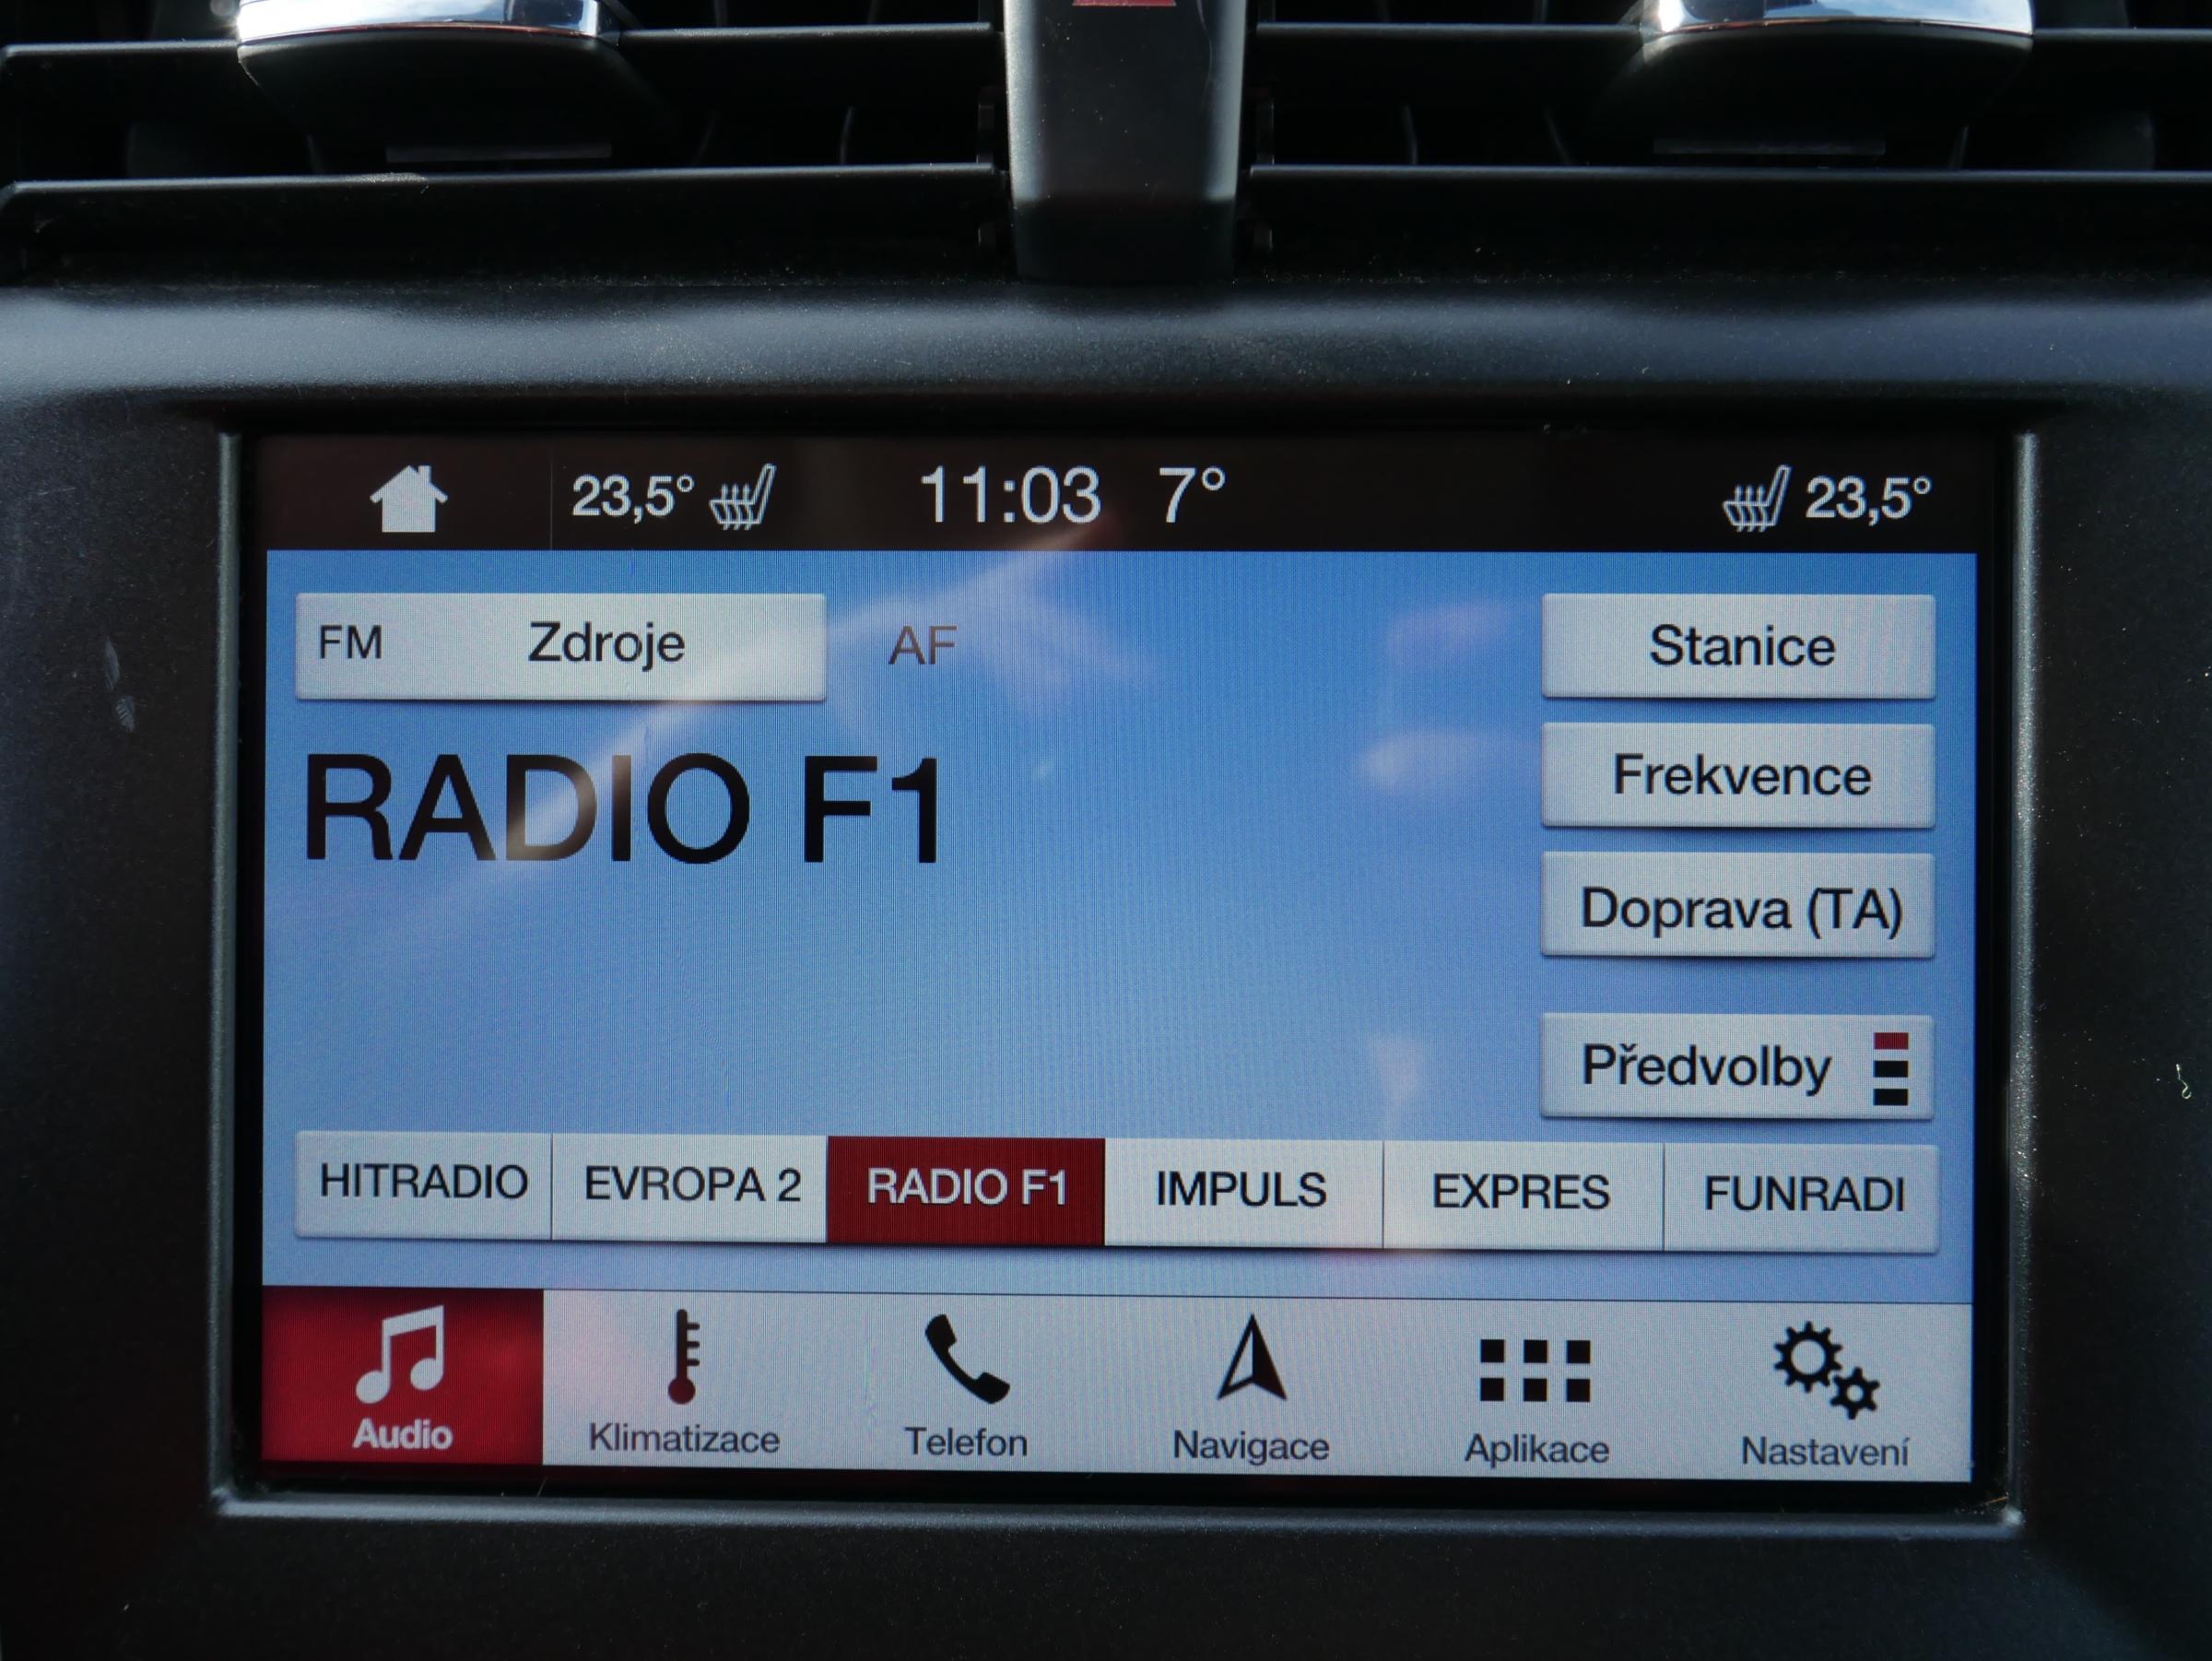 23,5° 11:03 7° 23,5°
FM Zdroje AF Stanice
RADIO F1
Frekvence
Doprava (TA)
Předvolby
HITRADIO EVROPA 2 RADIO F1 IMPULS EXPRES FUNRADI
Audio Klimatizace Telefon Navigace Aplikace Nastavení